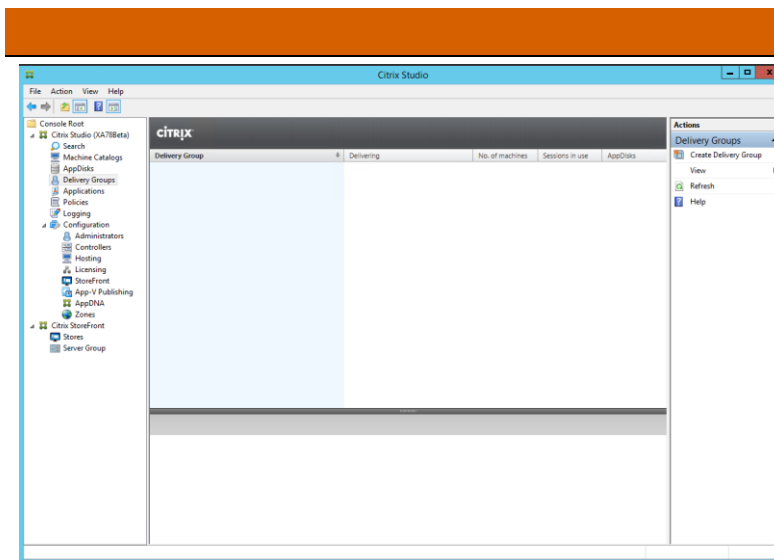 Citrix Studio
File Action View Help
Console Root
Citrix Studio (XA78Beta)
Search
Machine Catalogs
AppDisks
Delivery Groups
Applications
Policies
Logging
Configuration
Administrators
Controllers
Hosting
Licensing
StoreFront
App-V Publishing
AppDNA
Zones
Citrix StoreFront
Stores
Server Group
CİTRIX
Delivery Group Delivering No. of machines Sessions in use AppDisks
Actions
Delivery Groups
Create Delivery Group
View
Refresh
Help